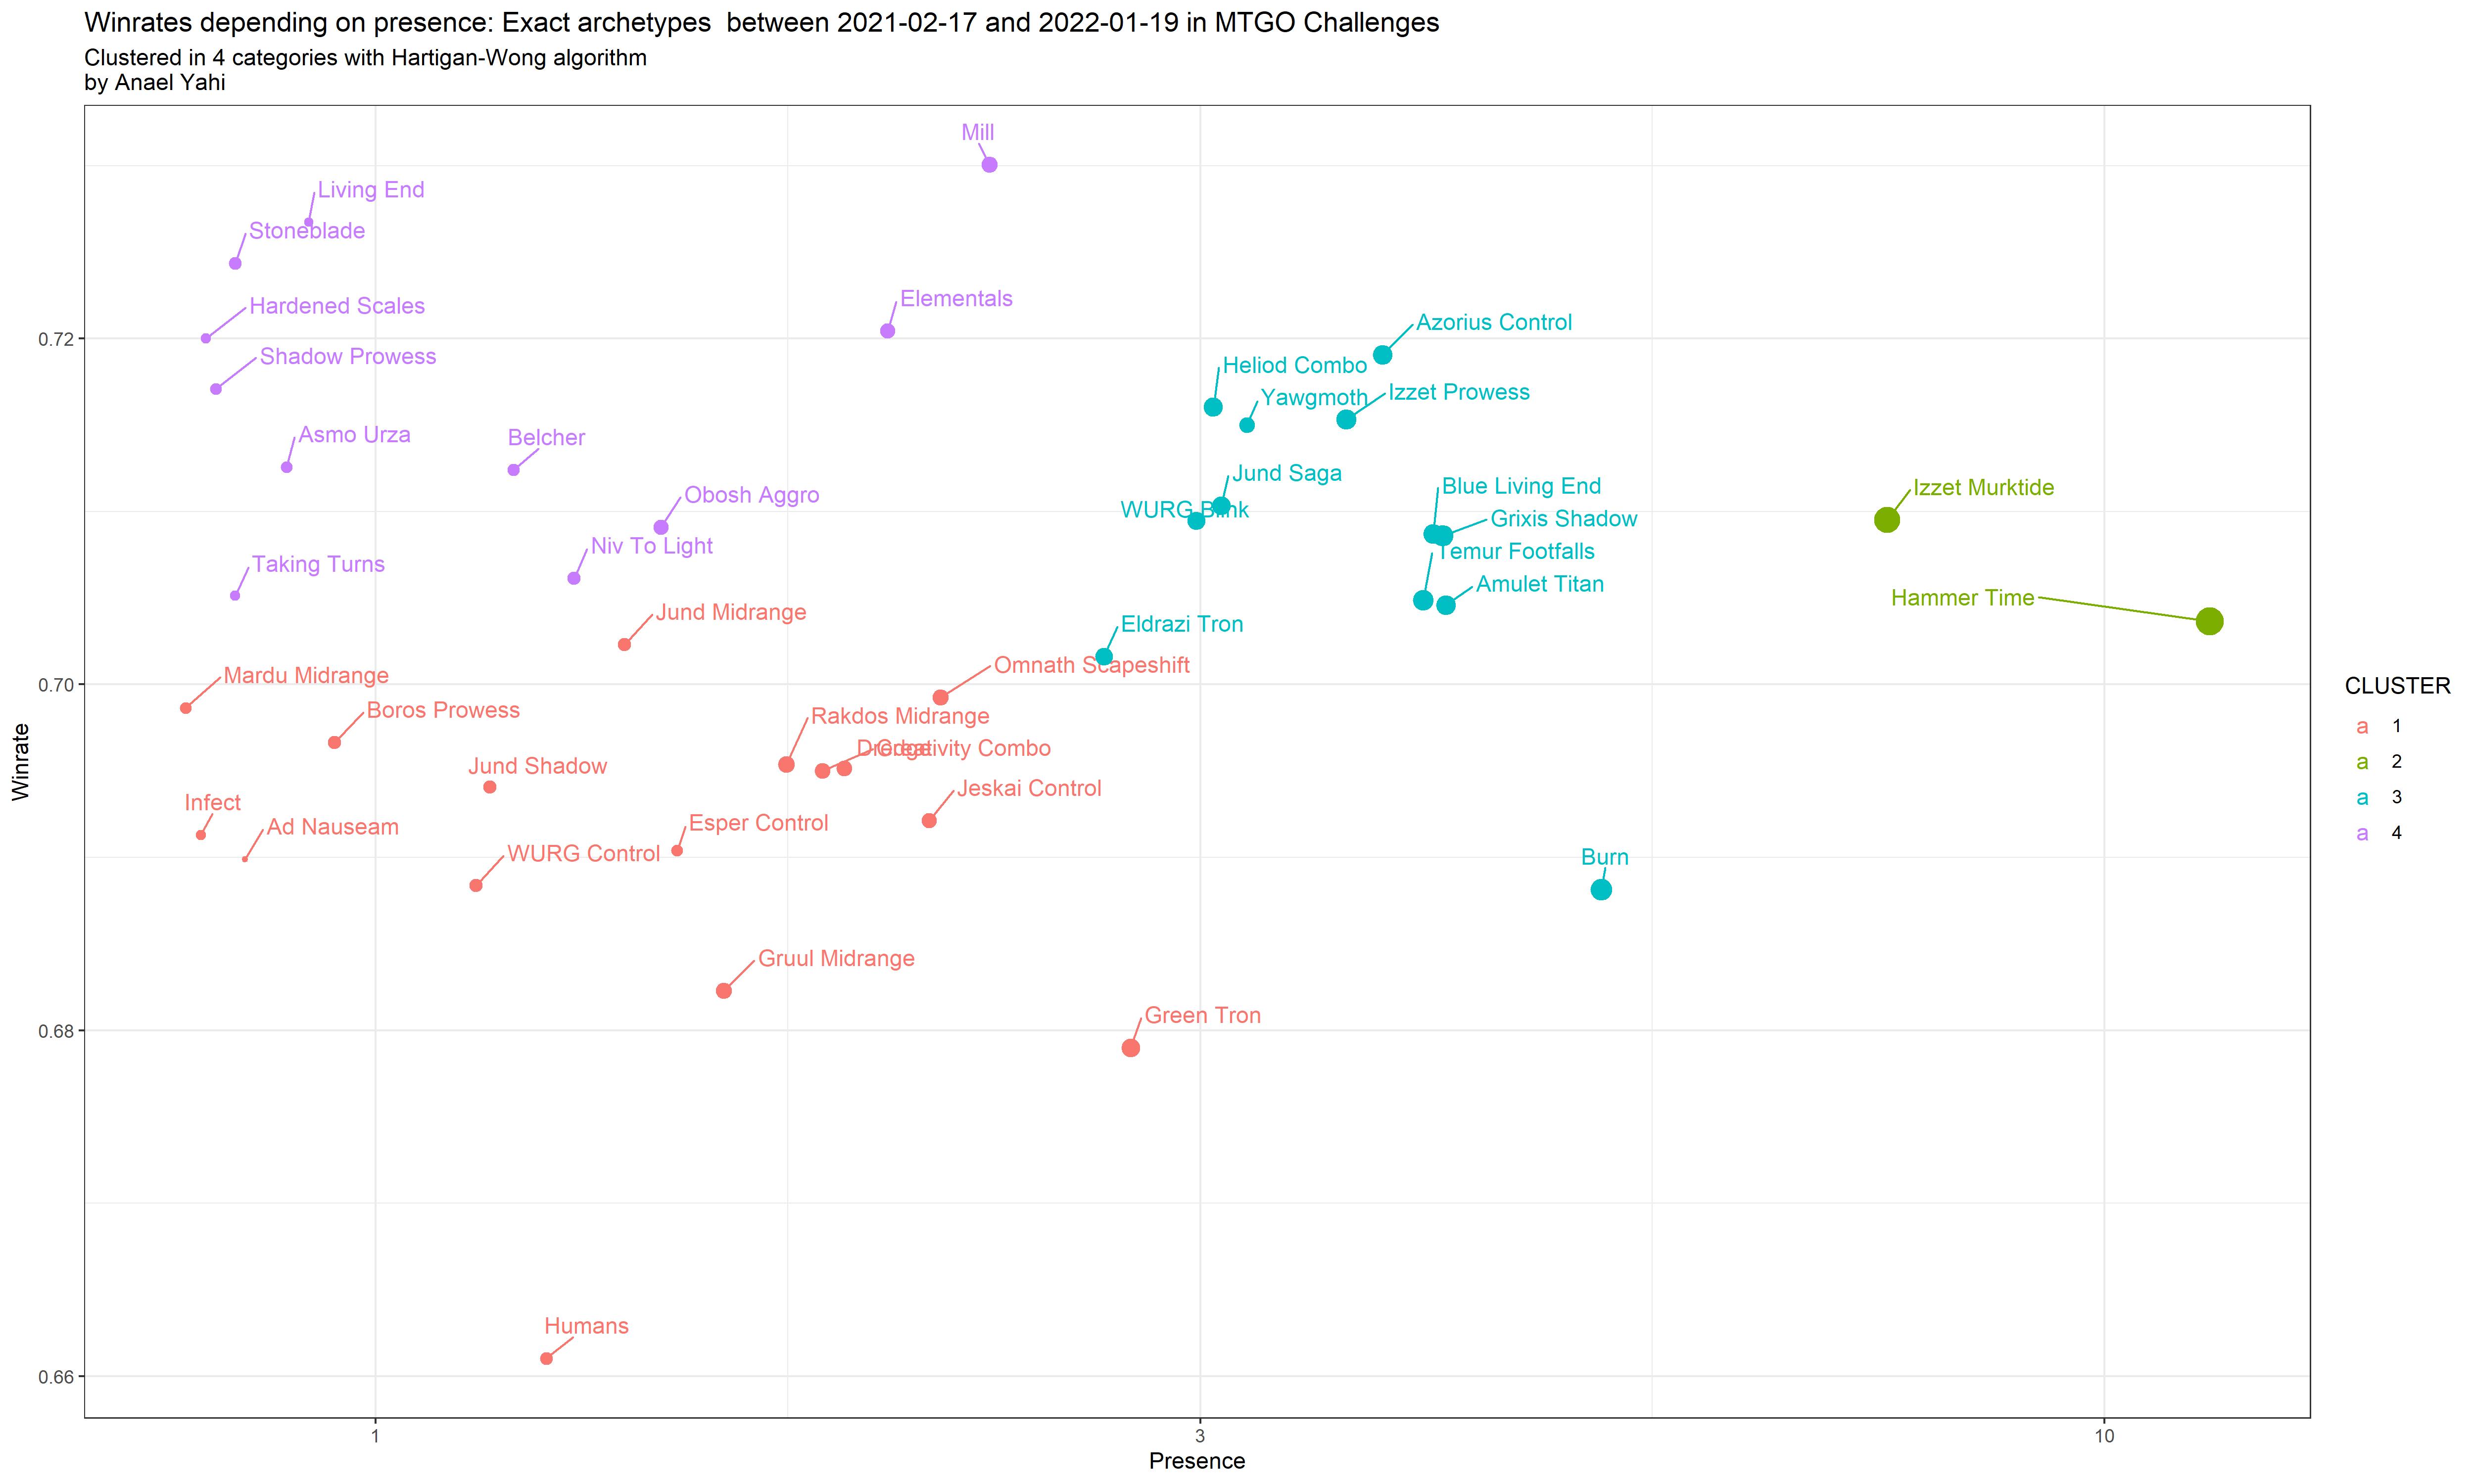 Winrates depending on presence: Exact archetypes  between 2021-02-17 and 2022-01-19 in MTGO Challenges
Clustered in 4 categories with Hartigan-Wong algorithm
by Anael Yahi
Mill
Living End
Stoneblade
Elementals
Hardened Scales
Azorius Control
0.72
Shadow Prowess
Heliod Combo
Izzet Prowess
Yawgmoth
Asmo Urza
Belcher
Jund Saga
Blue Living End
Izzet Murktide
Obosh Aggro
WURG Blink
Grixis Shadow
Niv To Light
Temur Footfalls
Taking Turns
Amulet Titan
Hammer Time
Jund Midrange
Eldrazi Tron
Omnath Scapeshift
Mardu Midrange
0.70
CLUSTER
Boros Prowess
Rakdos Midrange
a 1
Dredge
Creativity Combo
a 2
Jund Shadow
Winrate
Jeskai Control
a 3
Infect
Esper Control
Ad Nauseam
a 4
WURG Control
Burn
Gruul Midrange
Green Tron
0.68
Humans
0.66
1
3
10
Presence